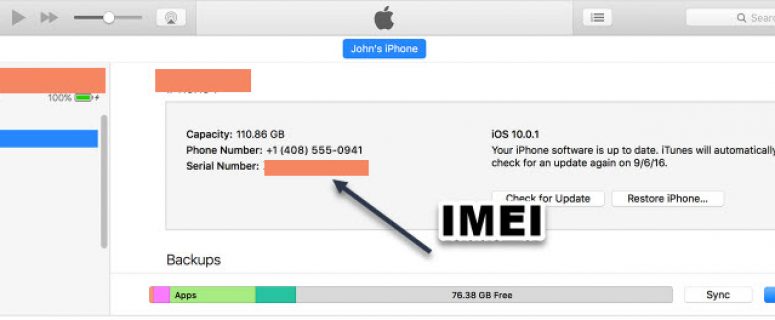 Sear
John's iPhone
100%
Capacity: 110.86 GB
Phone Number: +1 (408) 555-0941
Serial Number:
iOS 10.0.1
Your iPhone software is up to date. iTunes will automatically
check for an update again on 9/6/16.
Check for Update
Restore iPhone...
IMEI
Backups
Apps
76.38 GB Free
Sync